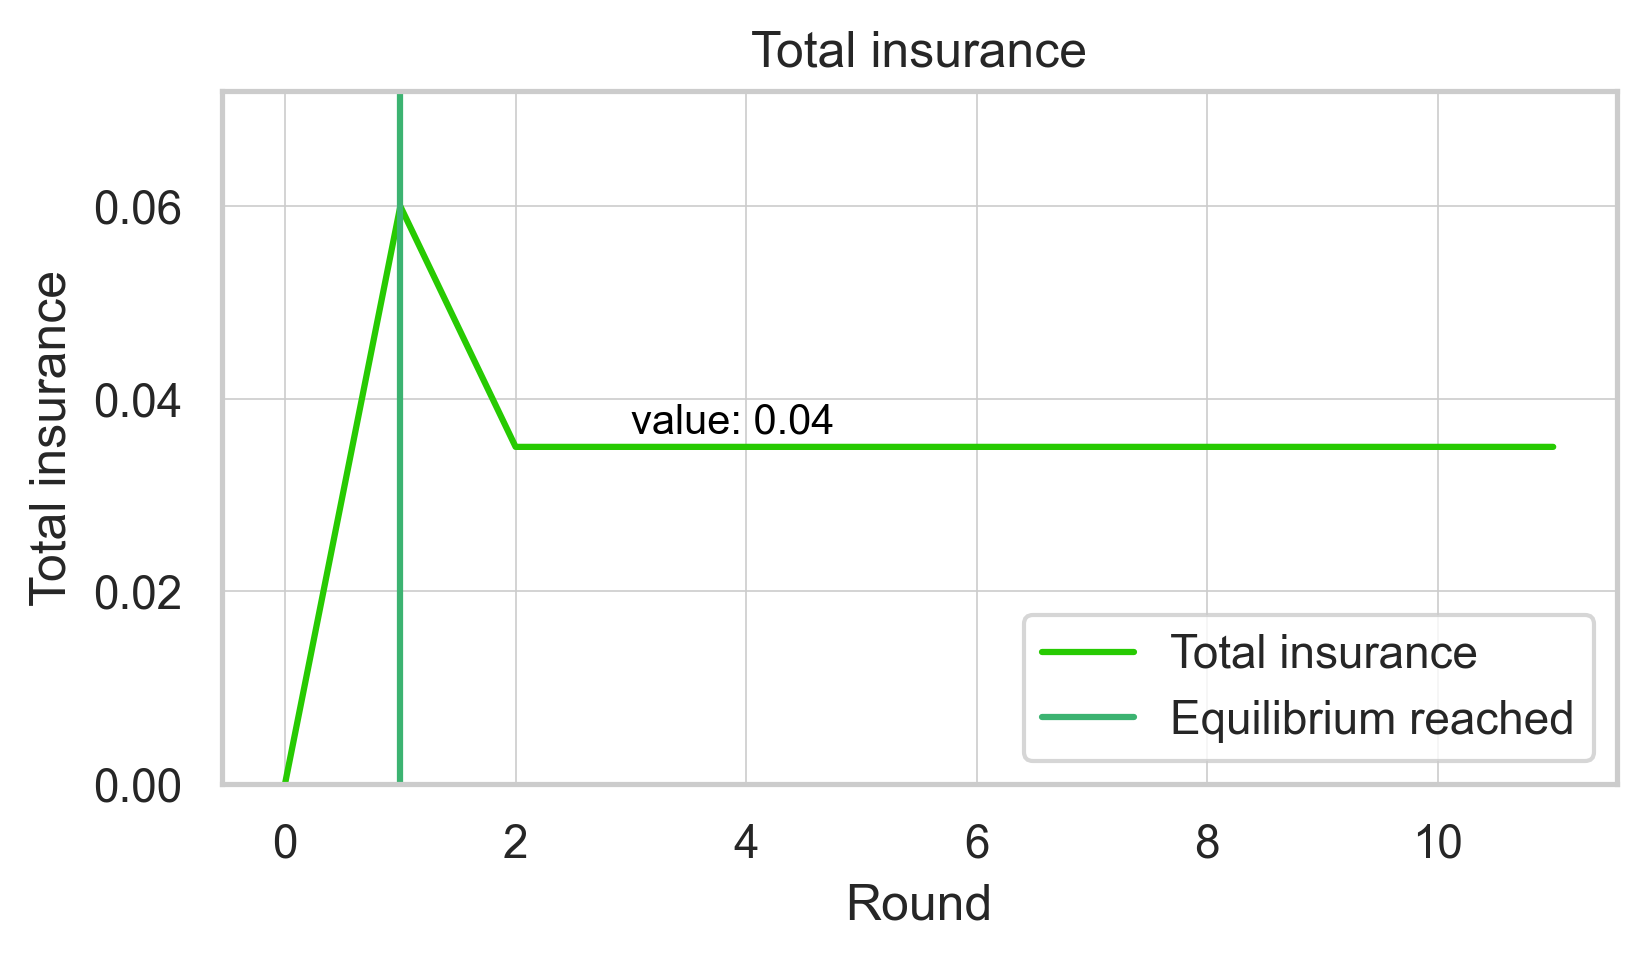 Total insurance
Total insurance
0.06
0.04
0.02
0.00
value: 0.04
Total insurance
Equilibrium reached
0 2 4 6 8 10
Round